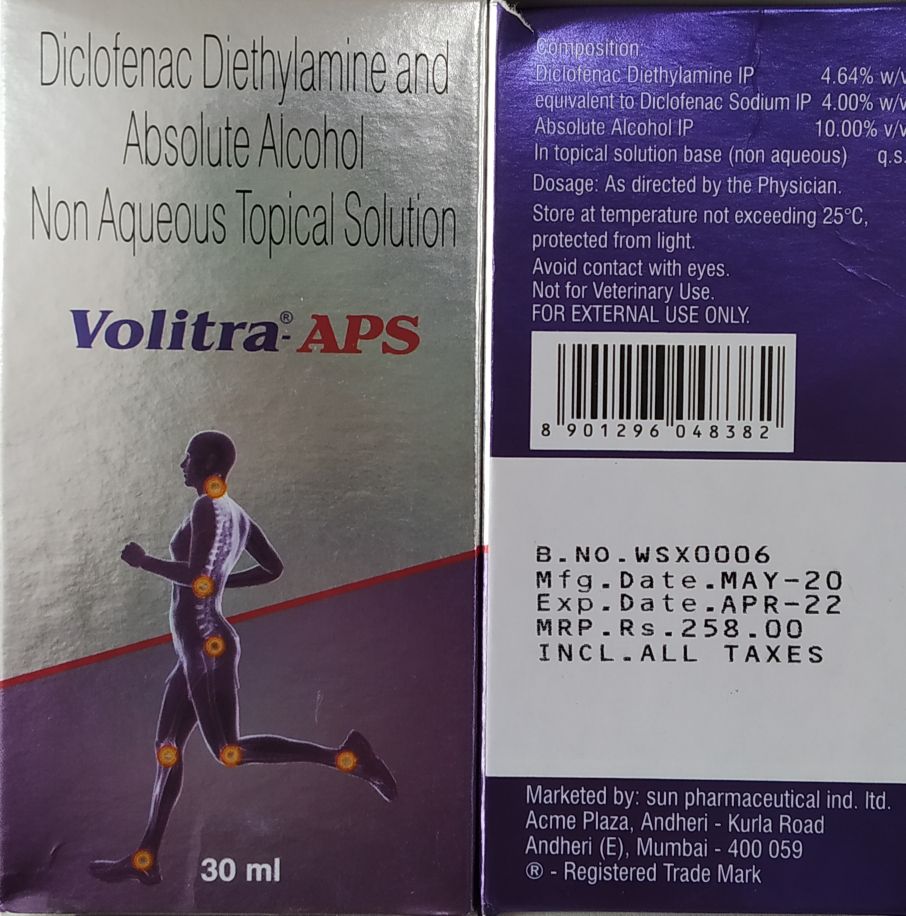 Diclofenac Diethylamine and
Absolute Alcohol
Non Aqueous Topical Solution
Volitra®-APS
30 ml
Composition:
Diclofenac Diethylamine IP 4.64% w/v
equivalent to Diclofenac Sodium IP 4.00% w/v
Absolute Alcohol IP 10.00% v/v
In topical solution base (non aqueous) q.s.
Dosage: As directed by the Physician.
Store at temperature not exceeding 25°C,
protected from light.
Avoid contact with eyes.
Not for Veterinary Use.
FOR EXTERNAL USE ONLY.
8 901296 048382
B.NO.WSX0006
Mfg.Date.MAY-20
Exp.Date.APR-22
MRP.Rs.258.00
INCL.ALL TAXES
Marketed by: sun pharmaceutical ind. ltd.
Acme Plaza, Andheri - Kurla Road
Andheri (E), Mumbai - 400 059
® - Registered Trade Mark